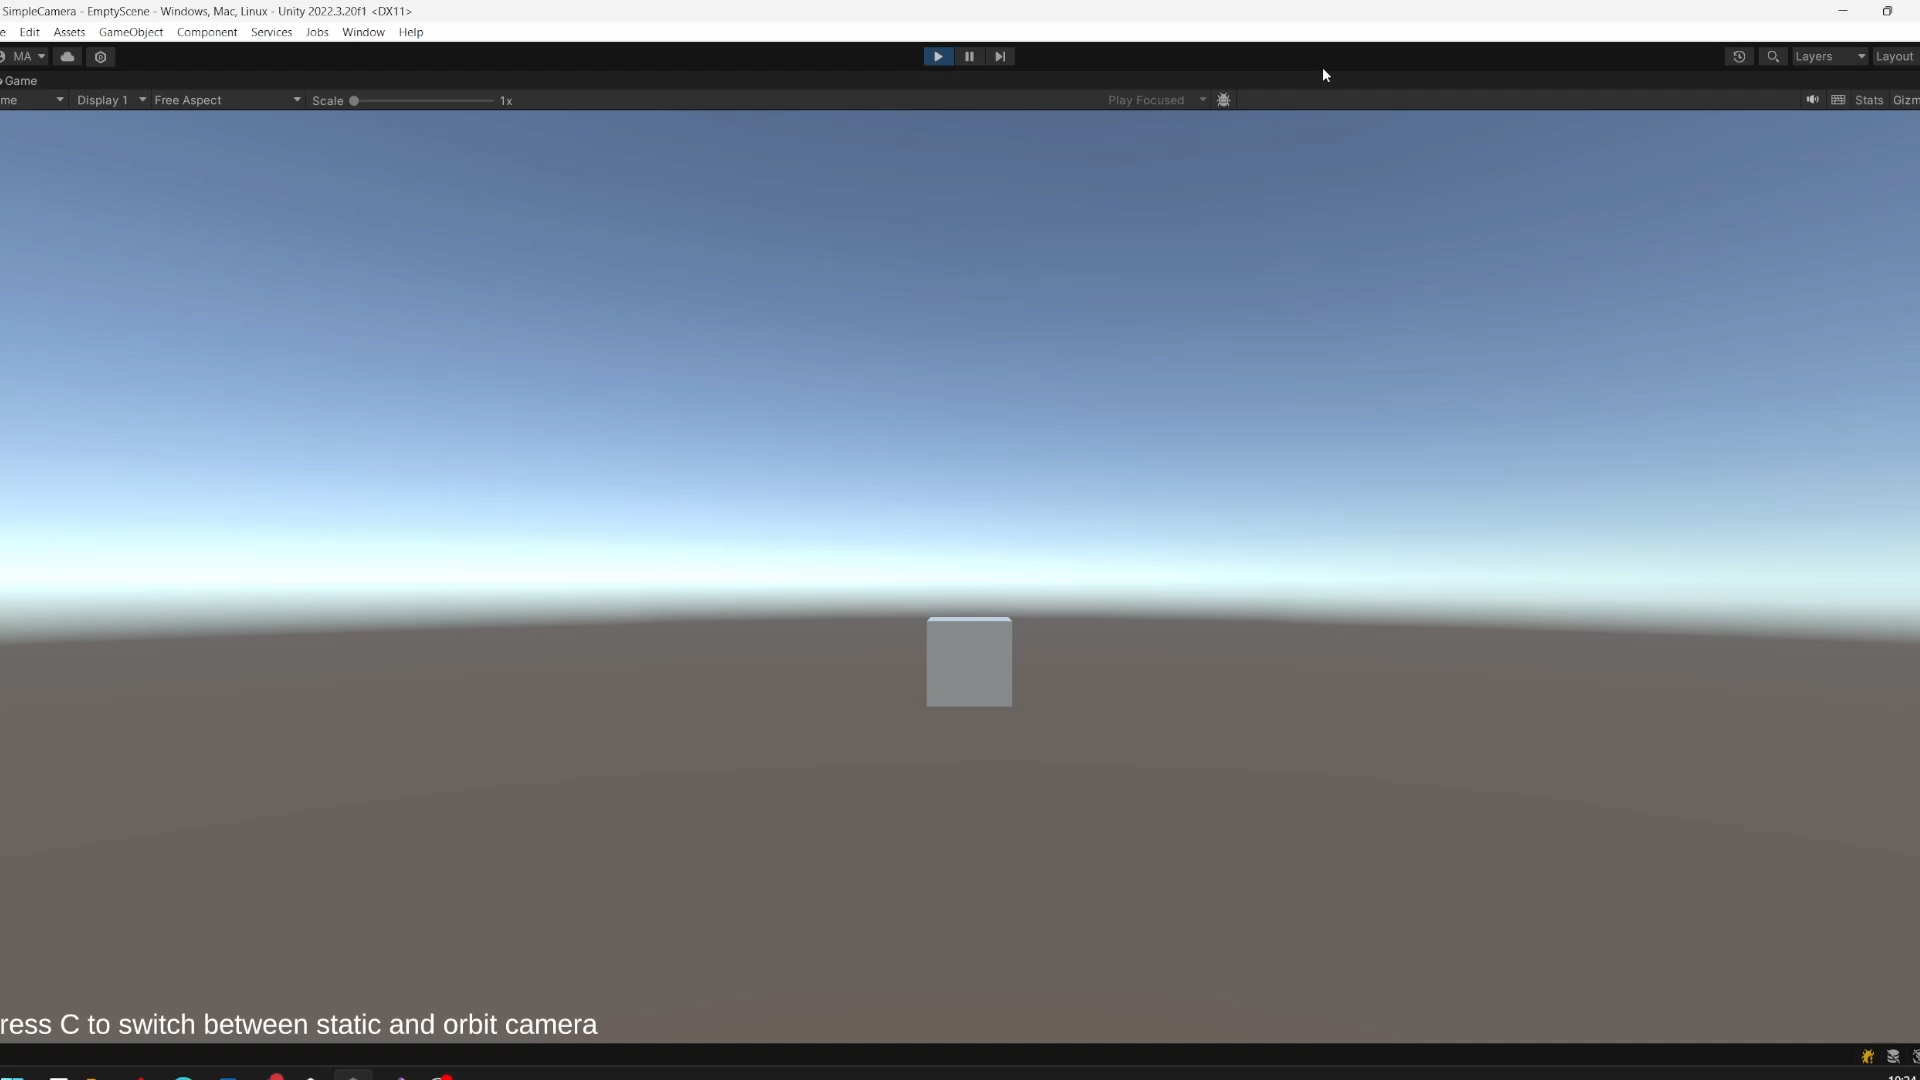 SimpleCamera - EmptyScene - Windows, Mac, Linux - Unity 2022.3.20f1 <DX11>
e Edit Assets GameObject Component Services Jobs Window Help
MA Layers Layout
Game
me Display 1 Free Aspect Scale 1x Play Focused Stats Gizm
ress C to switch between static and orbit camera